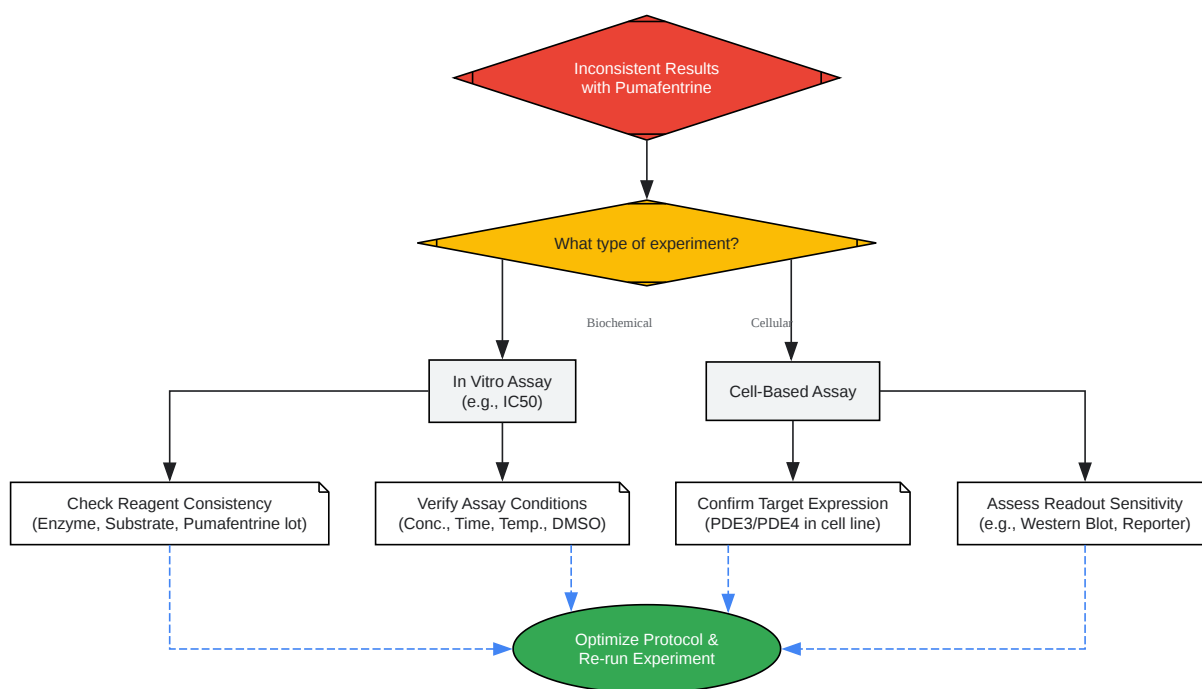 Inconsistent Results
with Pumafentrine
What type of experiment?
Biochemical
Cellular
In Vitro Assay
(e.g., IC50)
Cell-Based Assay
Check Reagent Consistency
(Enzyme, Substrate, Pumafentrine lot)
Verify Assay Conditions
(Conc., Time, Temp., DMSO)
Confirm Target Expression
(PDE3/PDE4 in cell line)
Assess Readout Sensitivity
(e.g., Western Blot, Reporter)
Optimize Protocol &
Re-run Experiment